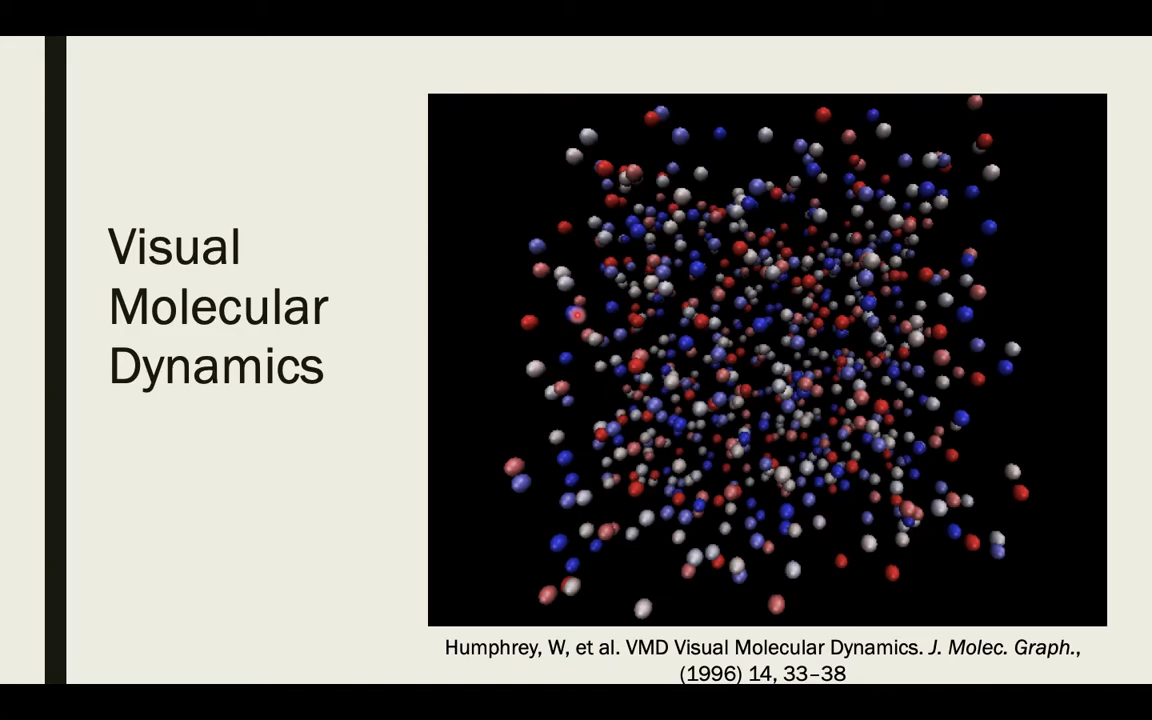 Visual
Molecular
Dynamics
Humphrey, W, et al. VMD Visual Molecular Dynamics. J. Molec. Graph.,
(1996) 14, 33–38